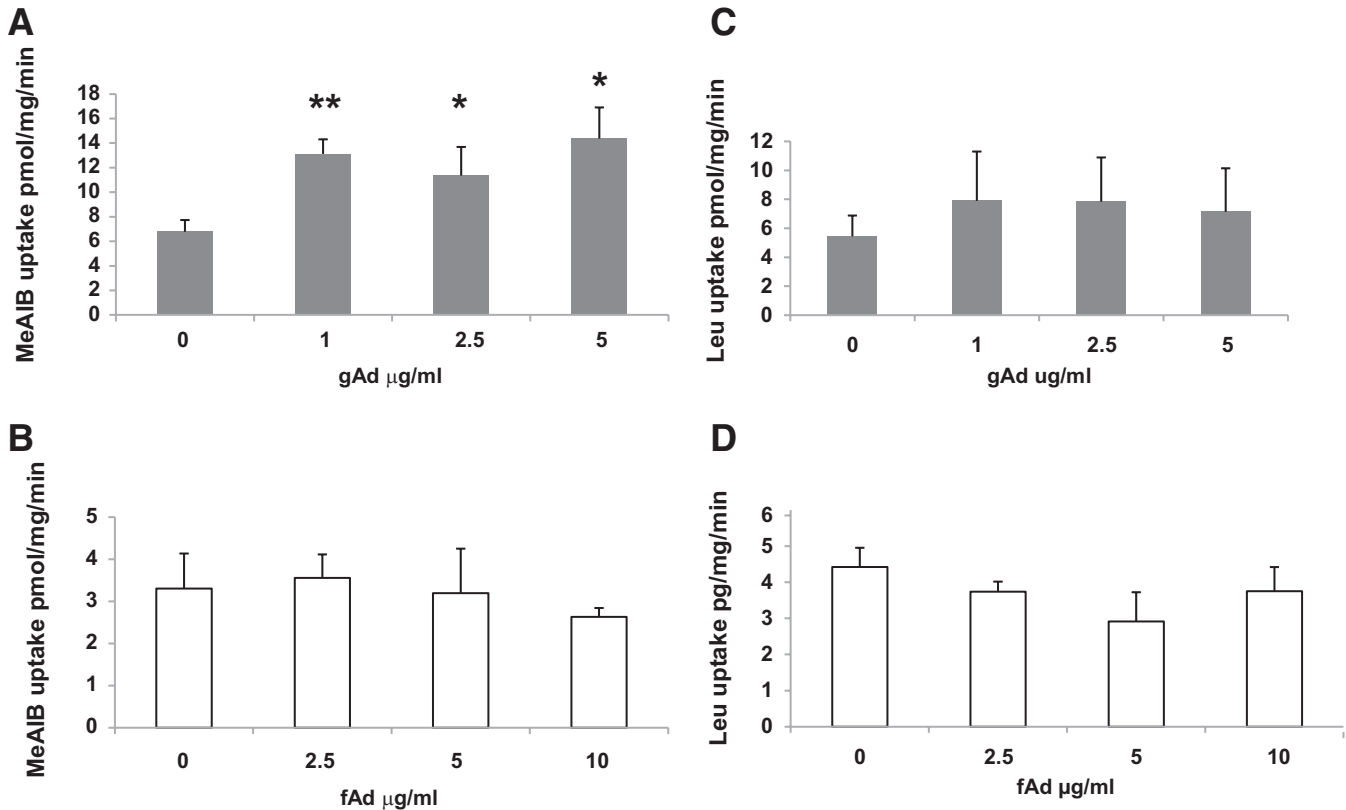 A
MeAIB uptake pmol/mg/min
18
16
14
12
10
8
6
4
2
0
** * *
0 1 2.5 5
gAd μg/ml
C
Leu uptake pmol/mg/min
12
10
8
6
4
2
0
0 1 2.5 5
gAd ug/ml
B
MeAIB uptake pmol/mg/min
5
4
3
2
1
0
0 2.5 5 10
fAd μg/ml
D
Leu uptake pg/mg/min
6
5
4
3
2
1
0
0 2.5 5 10
fAd µg/ml